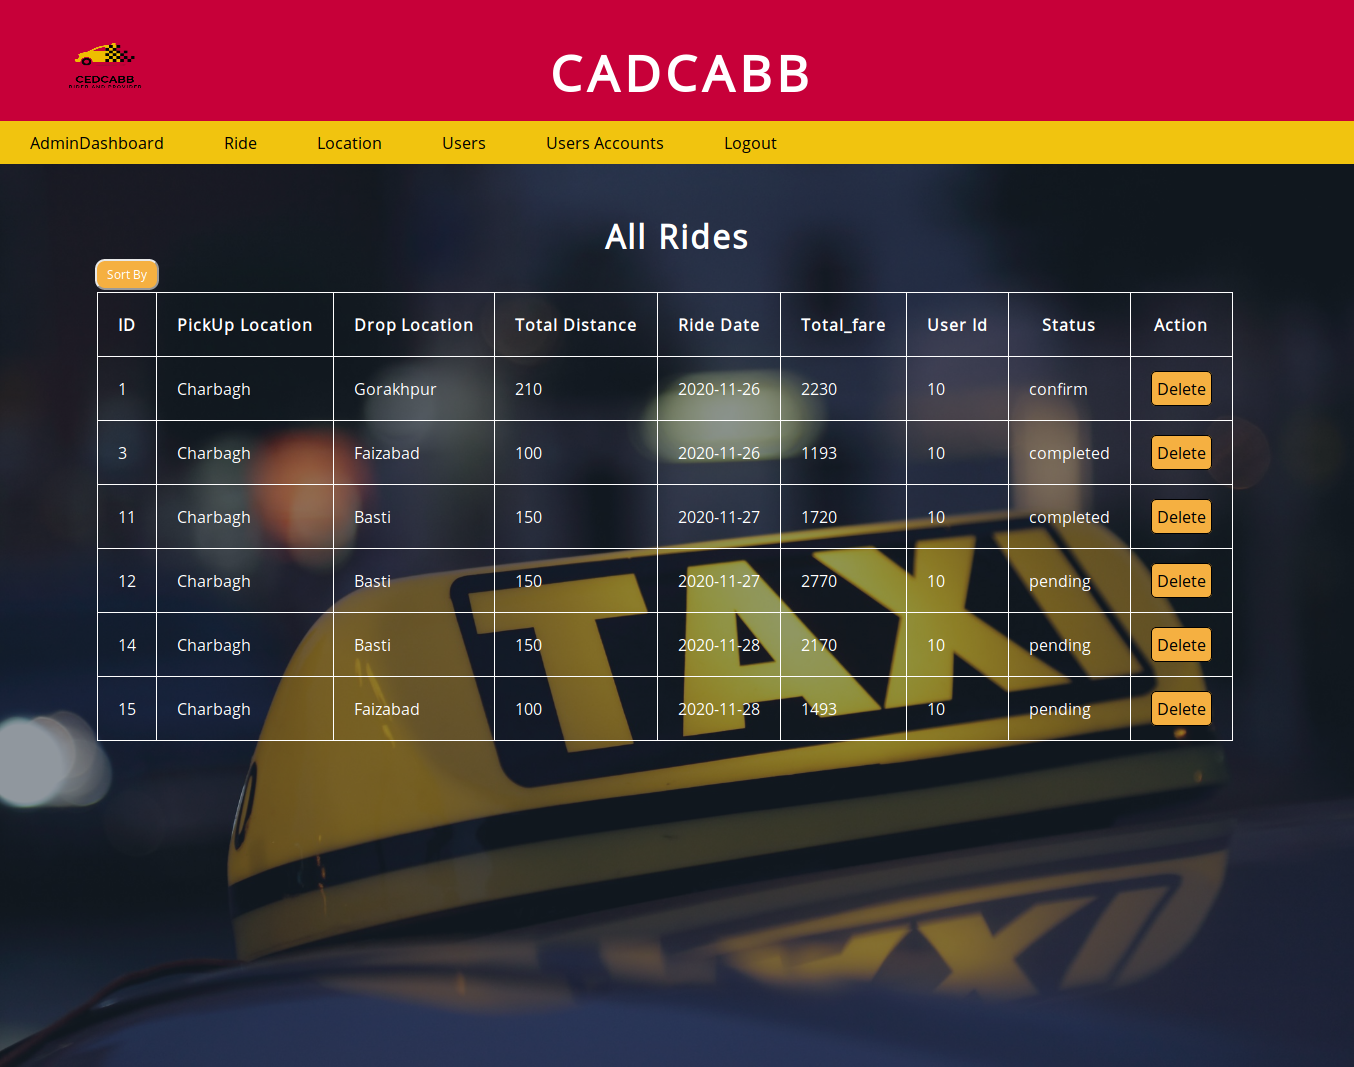 CEDCABB
RIDER AND PROVIDER
CADCABB
AdminDashboard Ride Location Users Users Accounts Logout
All Rides
Sort By
ID PickUp Location Drop Location Total Distance Ride Date Total_fare User Id Status Action
1 Charbagh Gorakhpur 210 2020-11-26 2230 10 confirm Delete
3 Charbagh Faizabad 100 2020-11-26 1193 10 completed Delete
11 Charbagh Basti 150 2020-11-27 1720 10 completed Delete
12 Charbagh Basti 150 2020-11-27 2770 10 pending Delete
14 Charbagh Basti 150 2020-11-28 2170 10 pending Delete
15 Charbagh Faizabad 100 2020-11-28 1493 10 pending Delete
TAXI